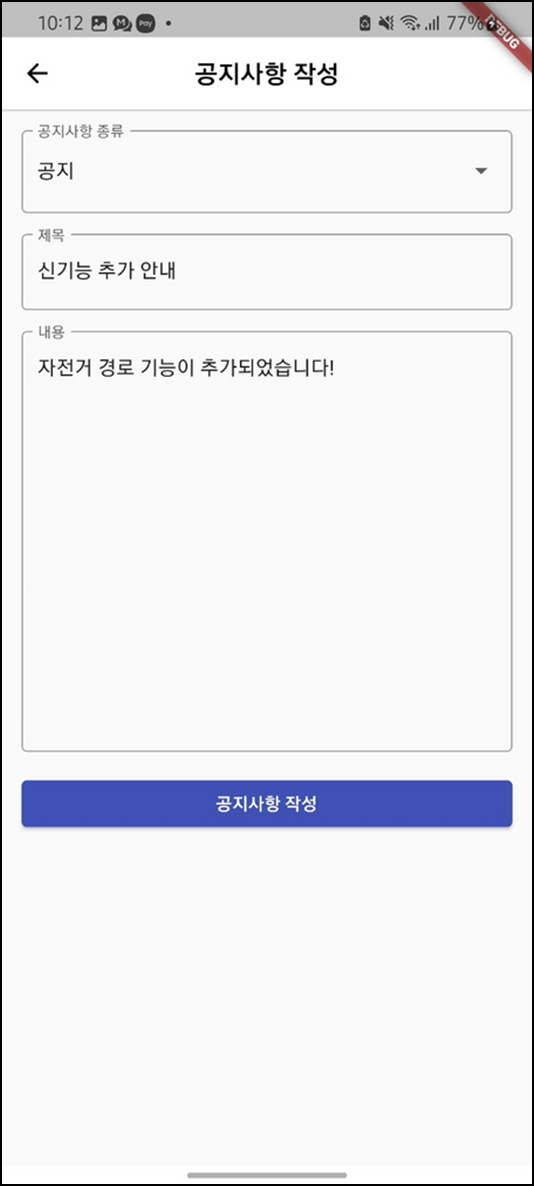 10:12 M Pay 77%
DEBUG
공지사항 작성
공지사항 종류
공지
제목
신기능 추가 안내
내용
자전거 경로 기능이 추가되었습니다!
공지사항 작성